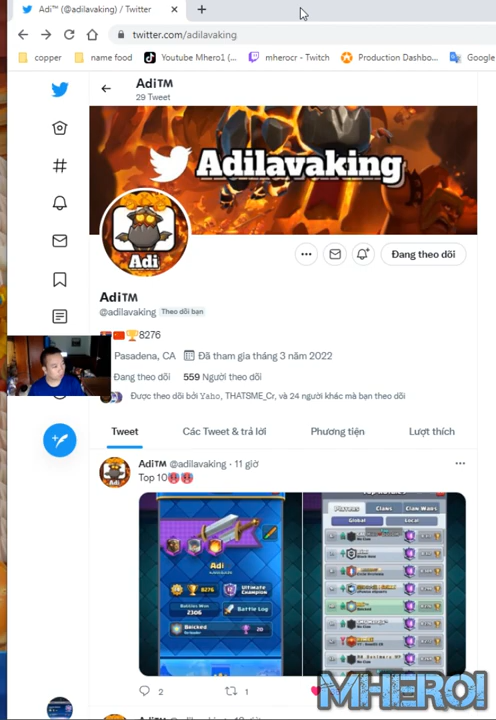 Adi™ (@adilavaking) / Twitter
twitter.com/adilavaking
copper
name food
Youtube Mhero1 (...
mherocr - Twitch
Production Dashbo...
Google
Adi™
29 Tweet
Adilavaking
Adi
Đang theo dõi
Adi™
@adilavaking Theo dõi bạn
8276
Pasadena, CA Đã tham gia tháng 3 năm 2022
Đang theo dõi 559 Người theo dõi
Được theo dõi bởi Yaho, THATSME_Cr, và 24 người khác mà bạn theo dõi
Tweet Các Tweet & trả lời Phương tiện Lượt thích
Adi™ @adilavaking · 11 giờ
Top 10
Adi
8276
Ultimate Champion
Battles Won
2306
Battle Log
20
Players Clans Clan Wars
Global Local
2
1
MHERO1